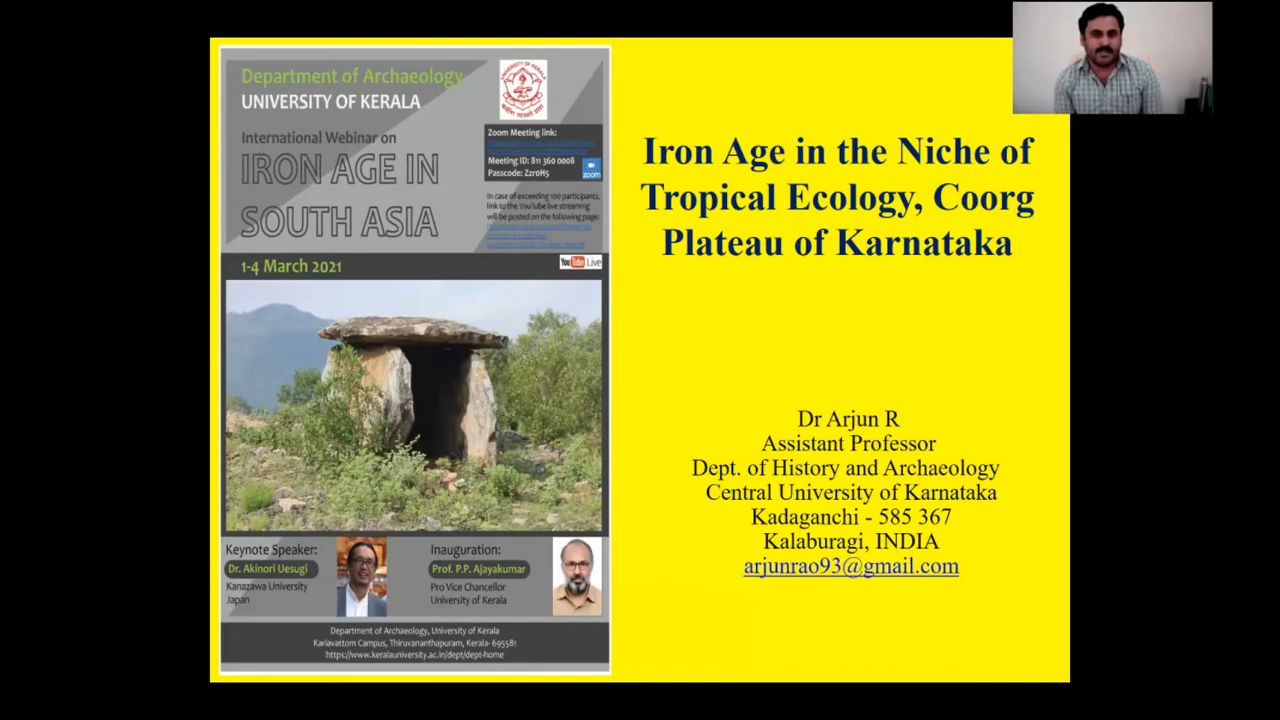 Department of Archaeology
UNIVERSITY OF KERALA
International Webinar on
IRON AGE IN
SOUTH ASIA
UNIVERSITY OF KERALA
Zoom Meeting link:
Meeting ID: 811 360 0008
Passcode: Z2r0H5
zoom
In case of exceeding 100 participants,
link to the YouTube live streaming
will be posted on the following page:
1-4 March 2021
YouTube Live
Keynote Speaker:
Dr. Akinori Uesugi
Kanazawa University
Japan
Inauguration:
Prof. P.P. Ajayakumar
Pro Vice Chancellor
University of Kerala
Department of Archaeology, University of Kerala
Kariavattom Campus, Thiruvananthapuram, Kerala- 695581
https://www.keralauniversity.ac.in/dept/dept-home
Iron Age in the Niche of
Tropical Ecology, Coorg
Plateau of Karnataka
Dr Arjun R
Assistant Professor
Dept. of History and Archaeology
Central University of Karnataka
Kadaganchi - 585 367
Kalaburagi, INDIA
arjunrao93@gmail.com